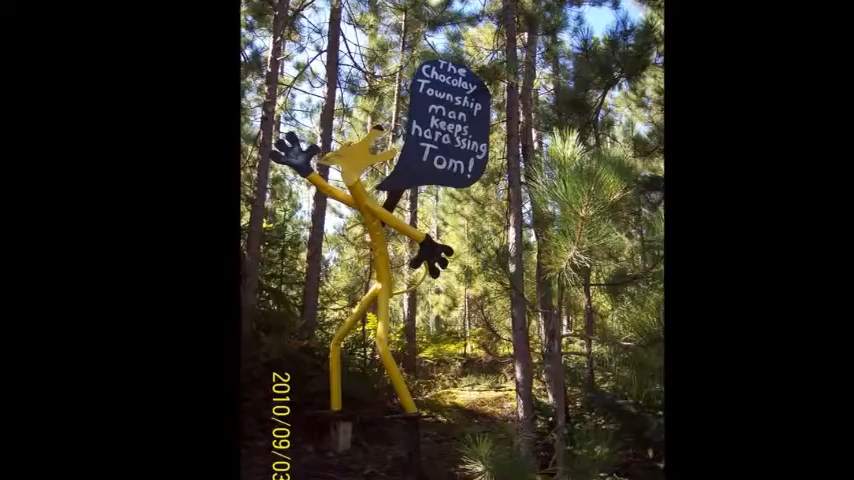 The
Chocolay
Township
man
keeps
harassing
Tom!
2010/09/03